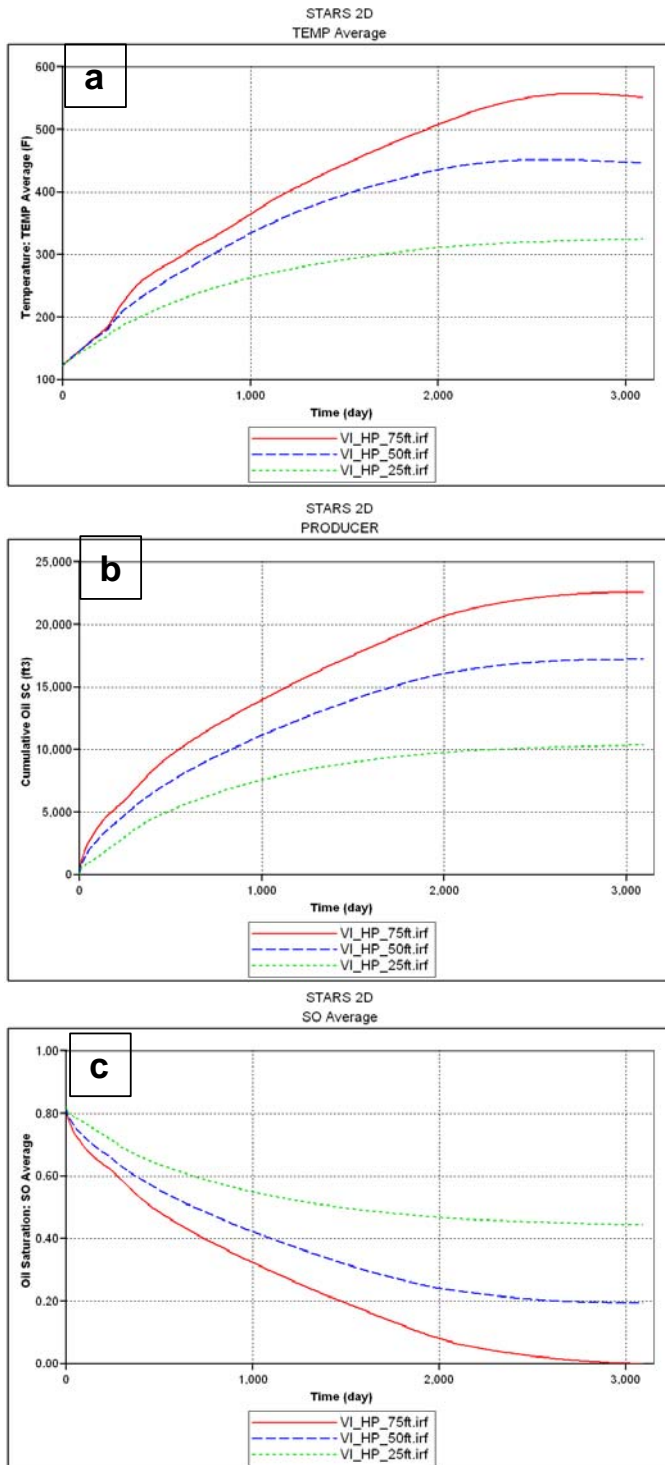 STARS 2D
TEMP Average
a
600
500
400
300
200
100
Temperature: TEMP Average (F)
0 1,000 2,000 3,000
Time (day)
VI_HP_75ft.irf
VI_HP_50ft.irf
VI_HP_25ft.irf
STARS 2D
PRODUCER
b
25,000
20,000
15,000
10,000
5,000
0
Cumulative Oil SC (ft3)
0 1,000 2,000 3,000
Time (day)
VI_HP_75ft.irf
VI_HP_50ft.irf
VI_HP_25ft.irf
STARS 2D
SO Average
c
1.00
0.80
0.60
0.40
0.20
0.00
Oil Saturation: SO Average
0 1,000 2,000 3,000
Time (day)
VI_HP_75ft.irf
VI_HP_50ft.irf
VI_HP_25ft.irf